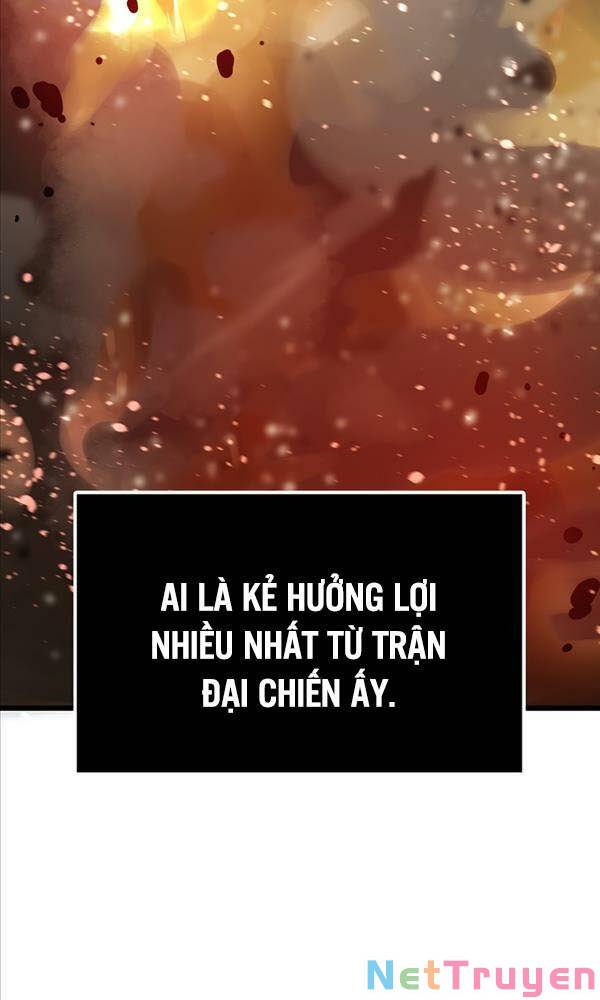 AI LÀ KẺ HƯỞNG LỢI
NHIỀU NHẤT TỪ TRẬN
ĐẠI CHIẾN ẤY.
NETTRUYEN